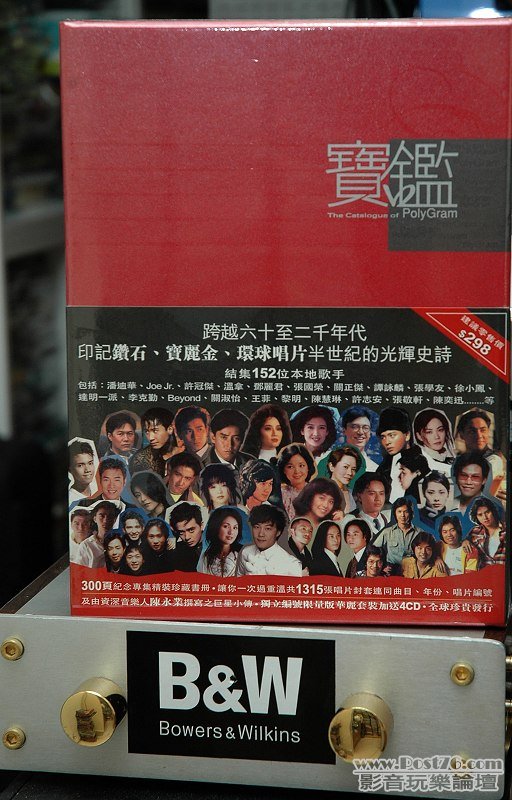 寶鑑
V2
The Catalogue of PolyGram
建議零售價
$298
跨越六十至二千年代
印記鑽石、寶麗金、環球唱片半世紀的光輝史詩
結集152位本地歌手
包括：潘迪華、Joe Jr.、許冠傑、溫拿、鄧麗君、張國榮、關正傑、譚詠麟、張學友、徐小鳳、
達明一派、李克勤、Beyond、關淑怡、王菲、黎明、陳慧琳、許志安、張敬軒、陳奕迅........等
300頁紀念專集精裝珍藏書冊‧讓你一次過重溫共1315張唱片封套連同曲目、年份、唱片編號
及由資深音樂人陳永業撰寫之巨星小傳‧獨立編號限量版華麗套裝加送4CD‧全球珍貴發行
B&W
Bowers & Wilkins
www.Post76.com
影音玩樂論壇